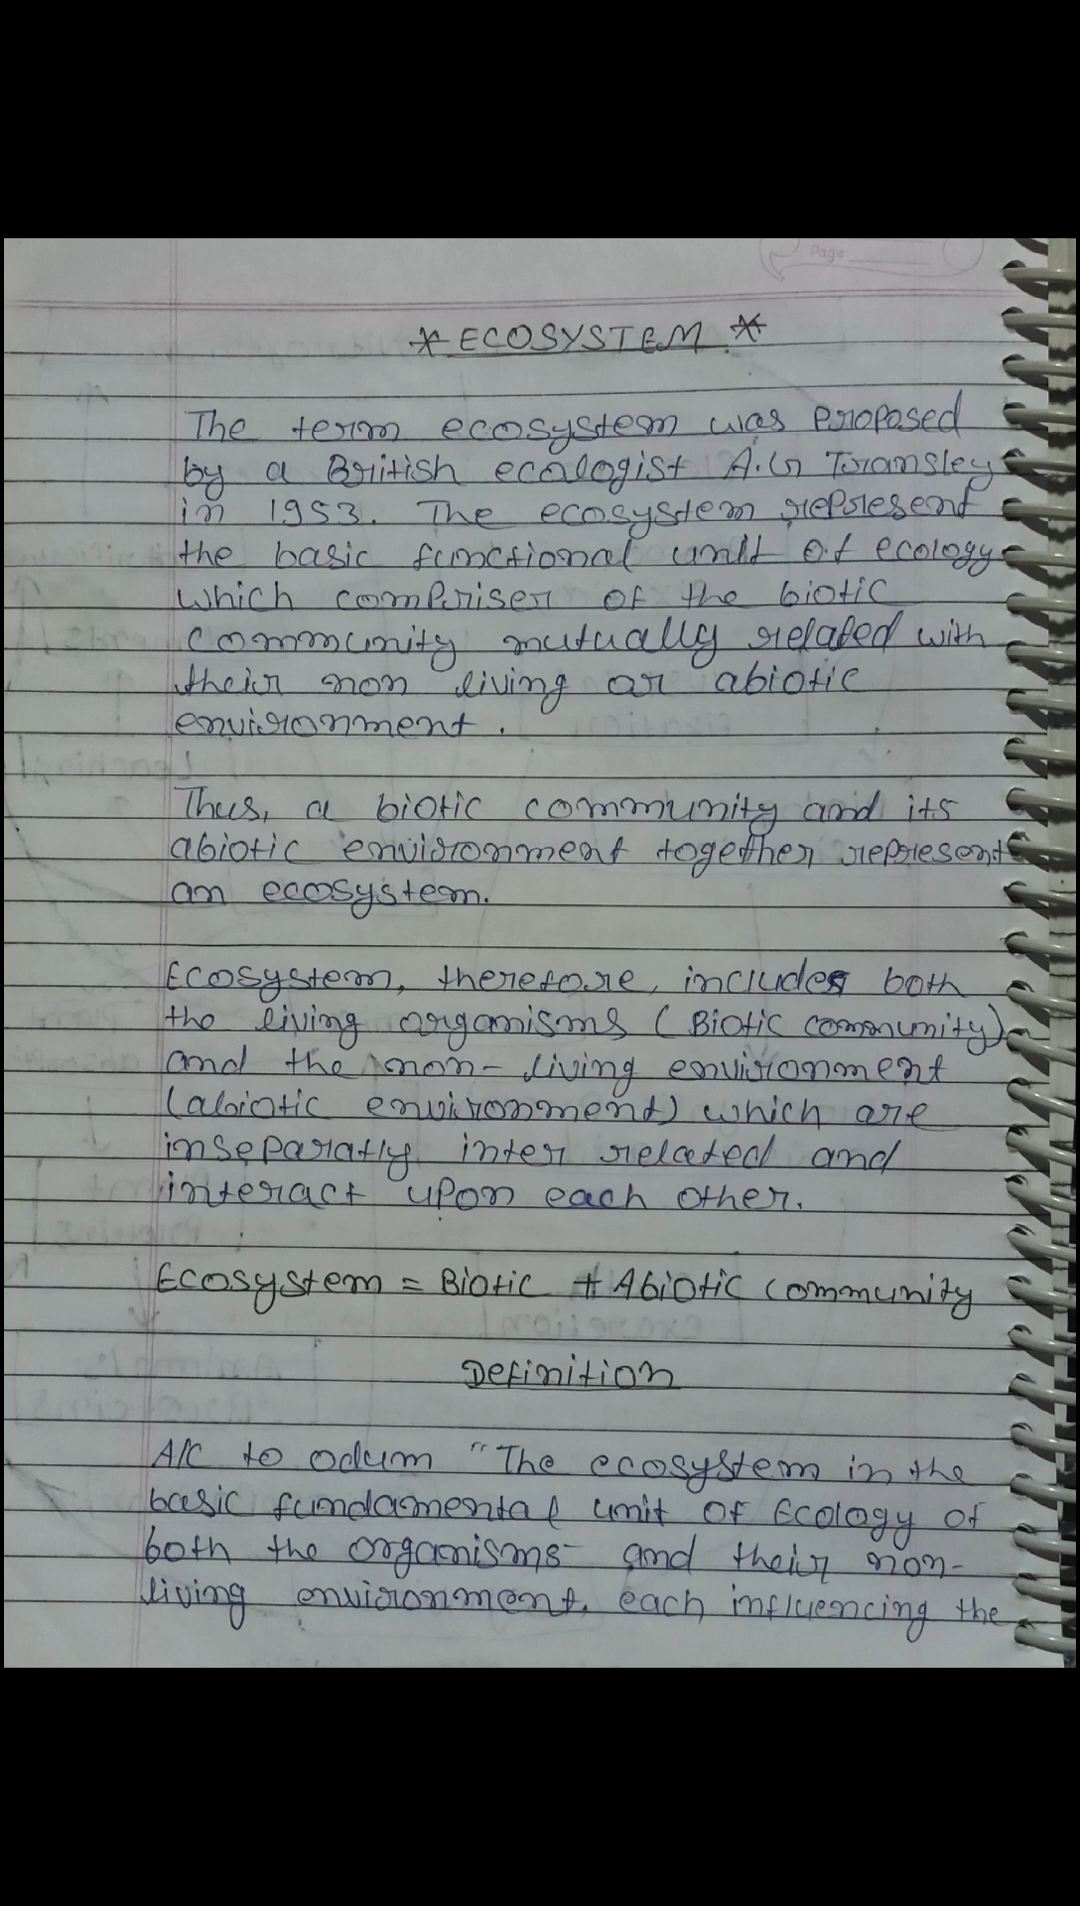 Page
* ECOSYSTEM *
The term ecosystem was proposed
by a British ecologist A.G Transley
in 1953. The ecosystem represent
the basic functional unit of ecology
which compriser of the biotic
community mutually related with
their non living or abiotic
environment.
Thus, a biotic community and its
abiotic environment together represent
an ecosystem.
Ecosystem, therefore, includes both
the living organisms (Biotic community)
and the non-living environment
(abiotic environment) which are
inseparatly inter related and
interact upon each other.
Ecosystem = Biotic + Abiotic community
Definition
A/C to odum "The ecosystem in the
basic fundamental unit of Ecology of
both the organisms and their non-
living environment, each influencing the